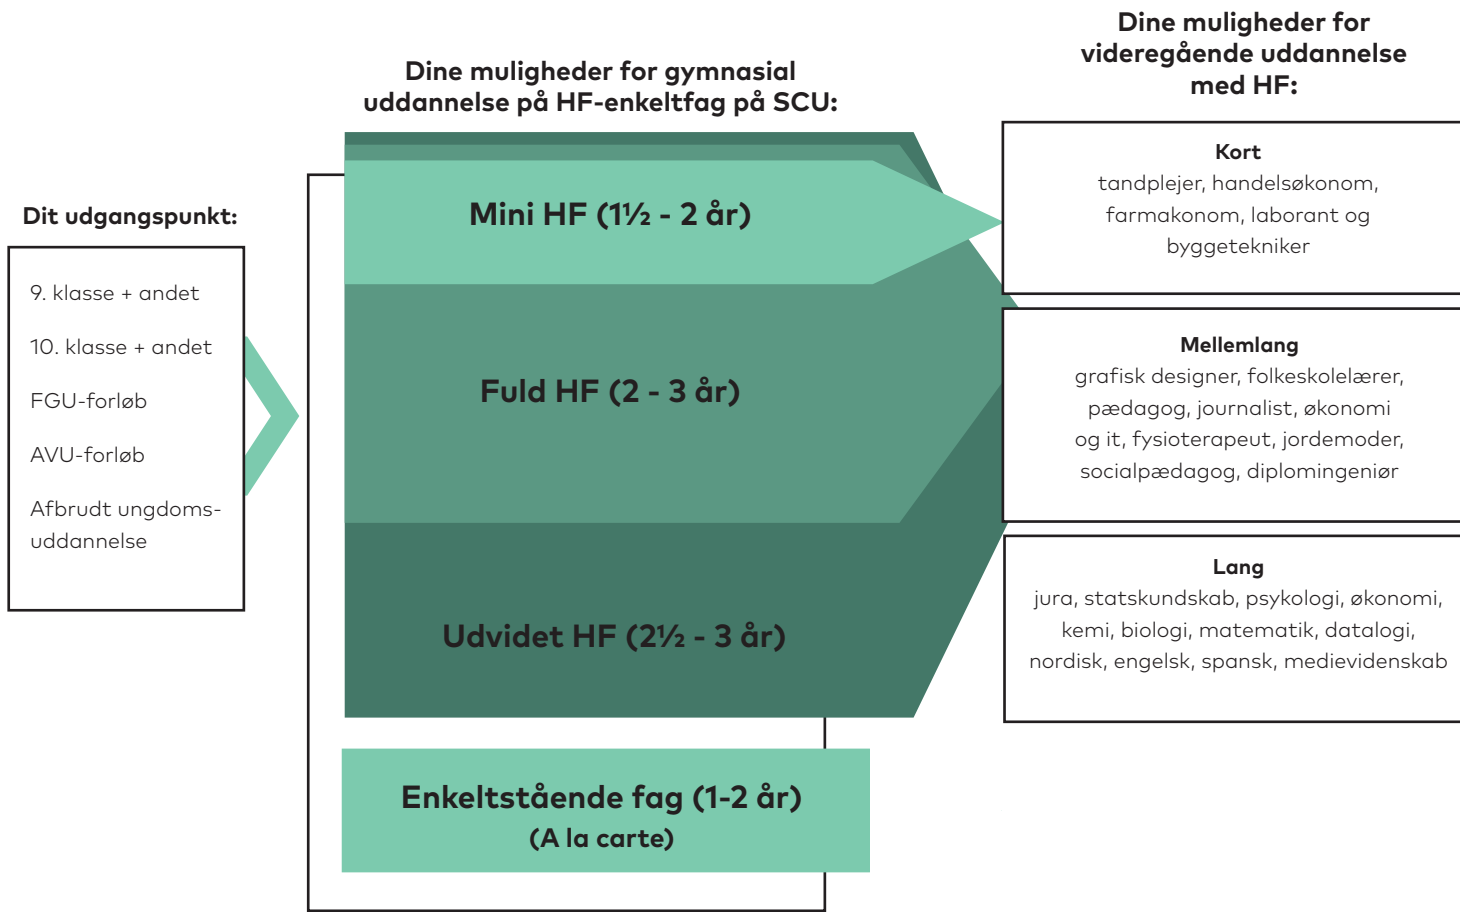 Dit udgangspunkt:
9. klasse + andet
10. klasse + andet
FGU-forløb
AVU-forløb
Afbrudt ungdoms-
uddannelse
Dine muligheder for gymnasial
uddannelse på HF-enkeltfag på SCU:
Mini HF (1½ - 2 år)
Fuld HF (2 - 3 år)
Udvidet HF (2½ - 3 år)
Enkeltstående fag (1-2 år)
(A la carte)
Dine muligheder for
videregående uddannelse
med HF:
Kort
tandplejer, handelsøkonom,
farmakonom, laborant og
byggetekniker
Mellemlang
grafisk designer, folkeskolelærer,
pædagog, journalist, økonomi
og it, fysioterapeut, jordemoder,
socialpædagog, diplomingeniør
Lang
jura, statskundskab, psykologi, økonomi,
kemi, biologi, matematik, datalogi,
nordisk, engelsk, spansk, medievidenskab